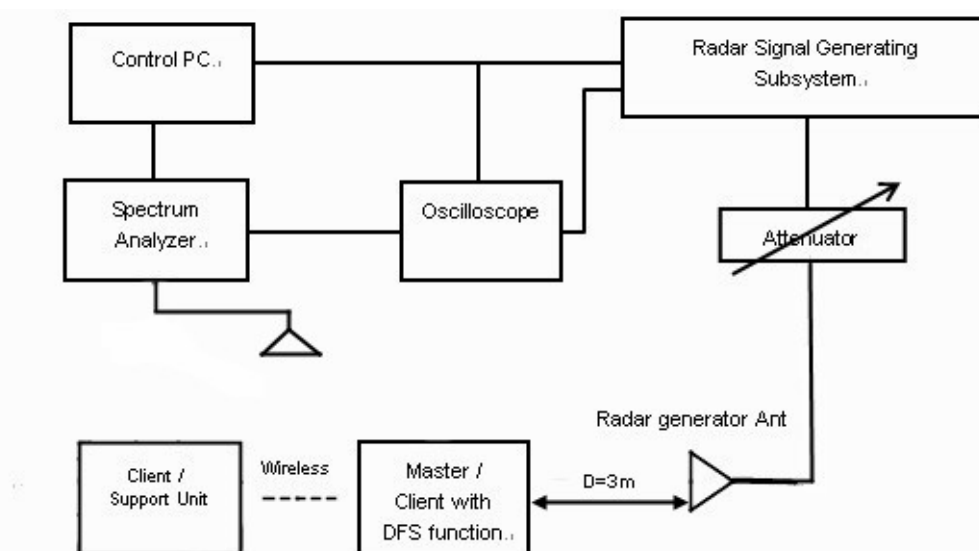 Control PC
Radar Signal Generating
Subsystem
Spectrum
Analyzer
Oscilloscope
Attenuator
Radar generator Ant
Client /
Support Unit
Wireless
Master /
Client with
DFS function
D=3m